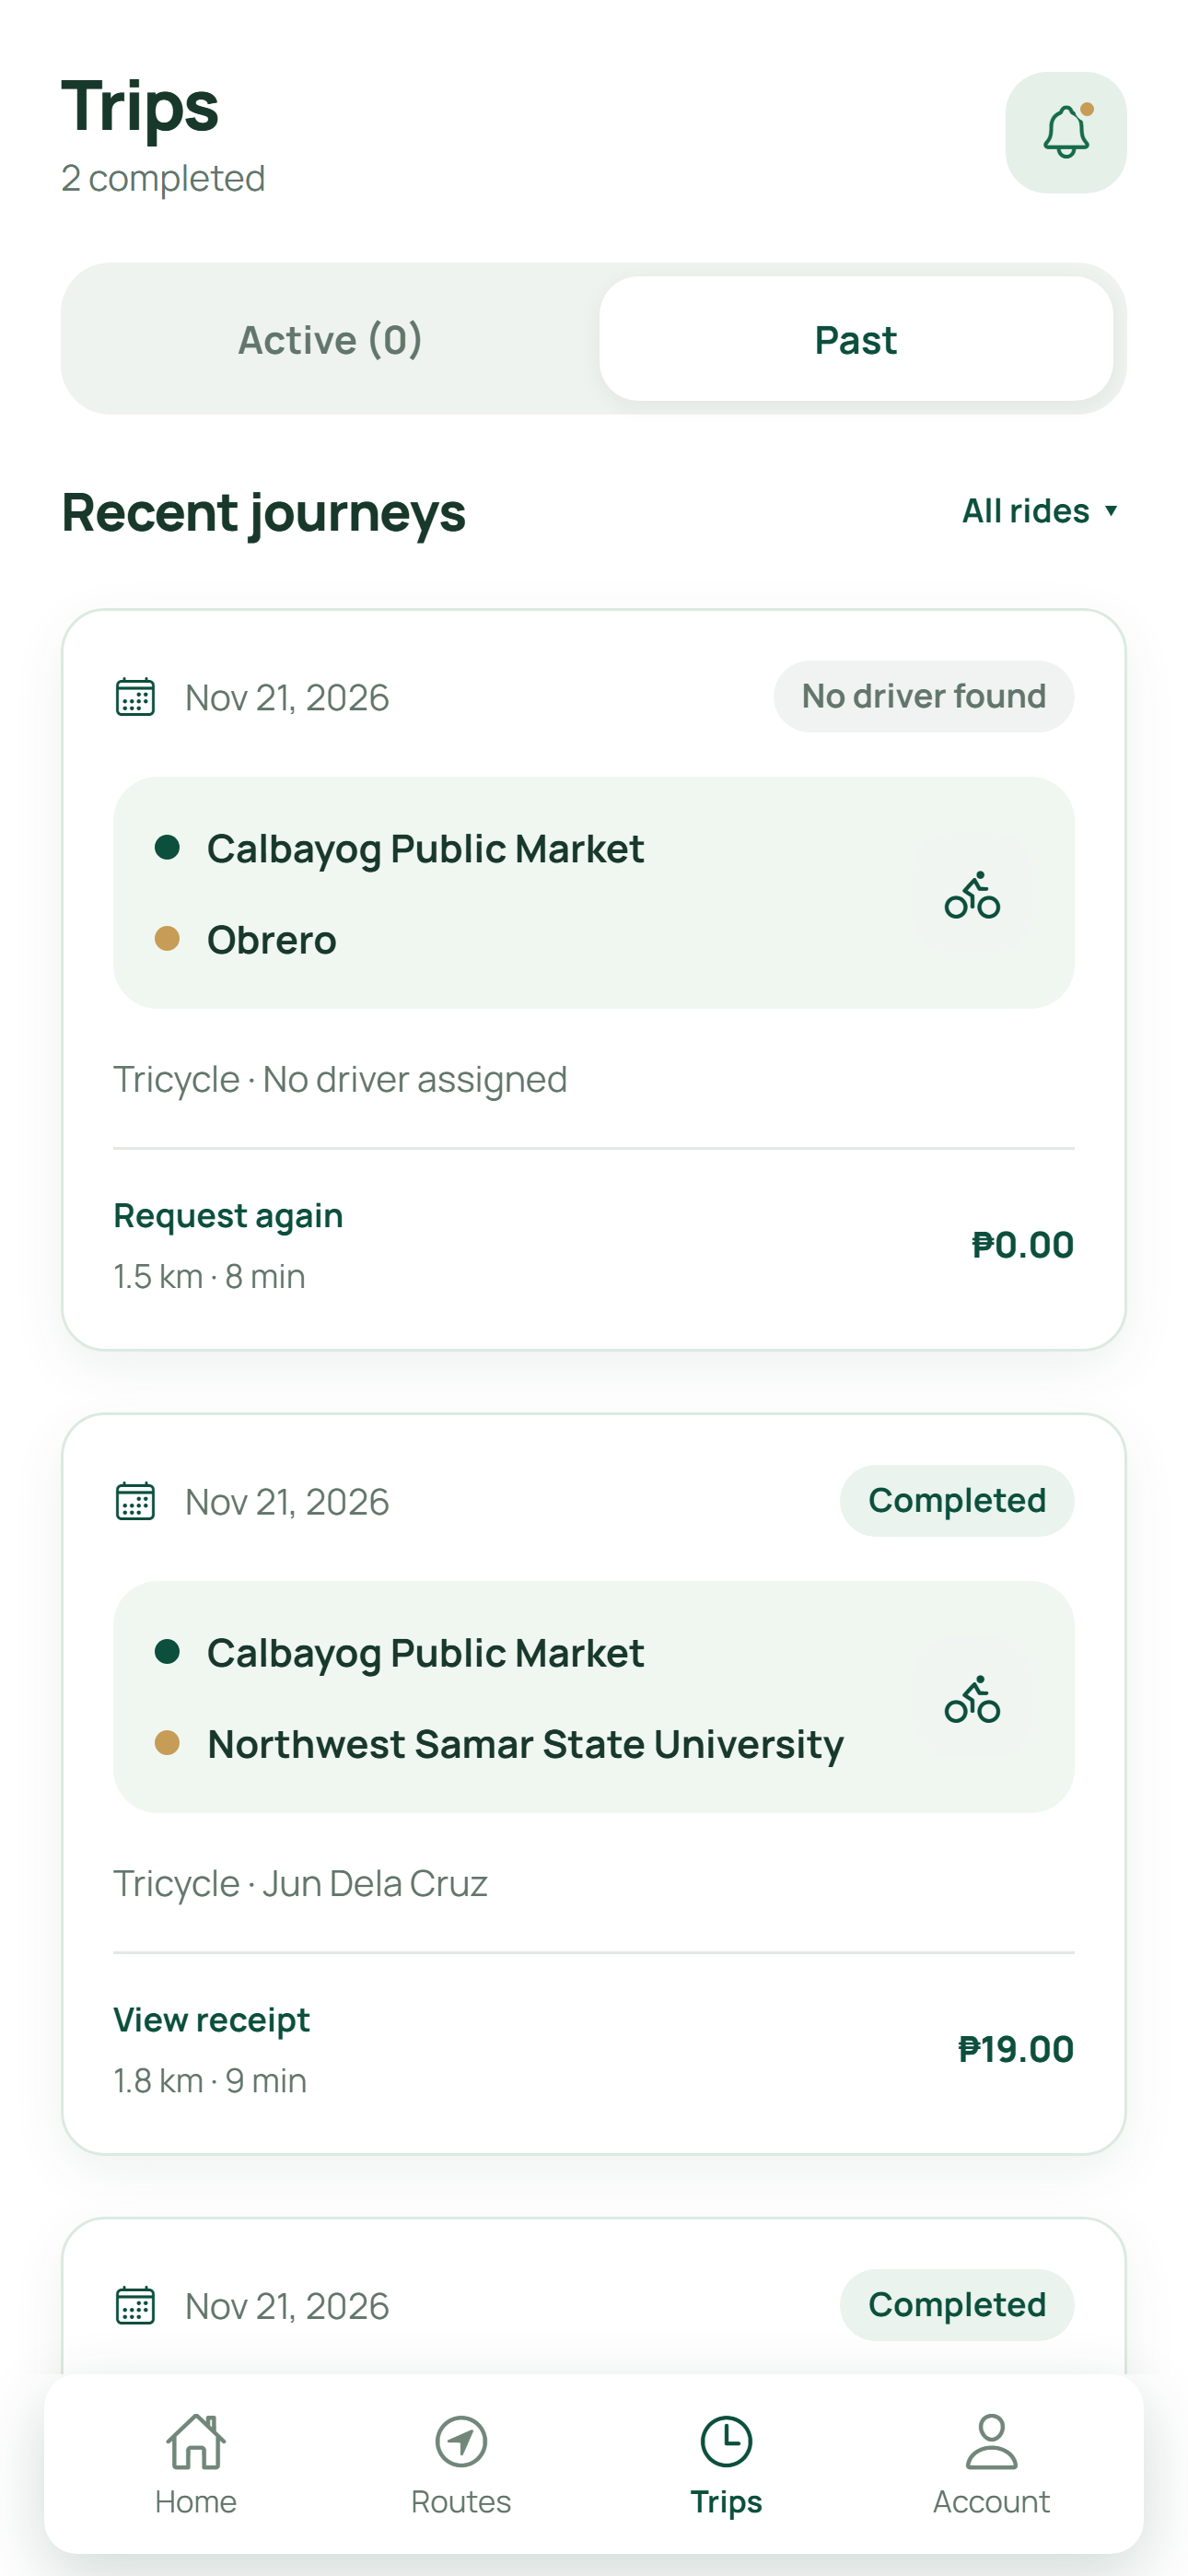 Trips
2 completed
Active (0)
Past
Recent journeys
All rides ▼
Nov 21, 2026
No driver found
Calbayog Public Market
Obrero
Tricycle · No driver assigned
Request again
1.5 km · 8 min
₱0.00
Nov 21, 2026
Completed
Calbayog Public Market
Northwest Samar State University
Tricycle · Jun Dela Cruz
View receipt
1.8 km · 9 min
₱19.00
Nov 21, 2026
Completed
Home
Routes
Trips
Account